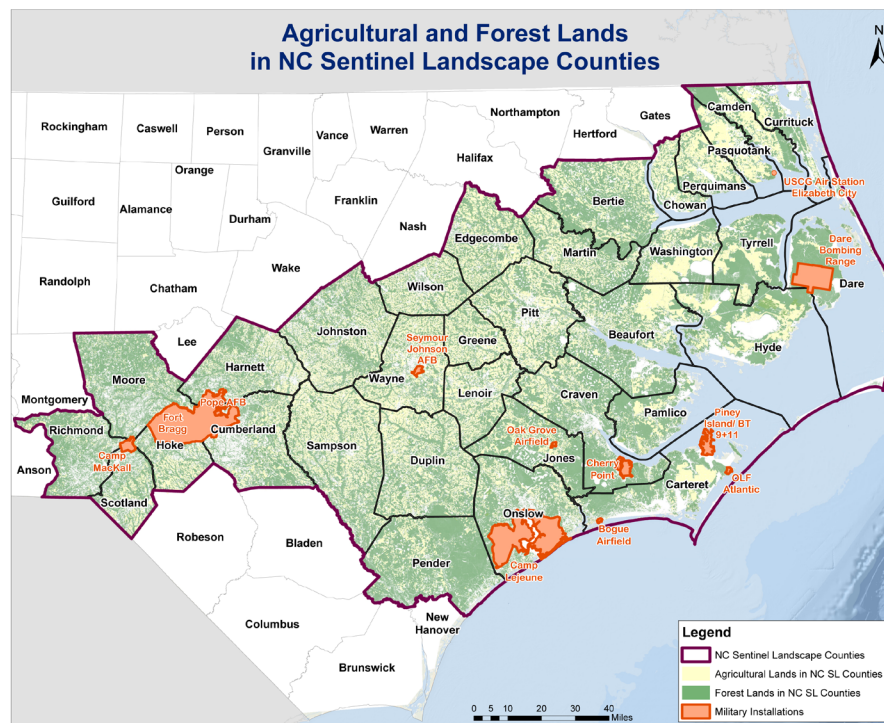 Agricultural and Forest Lands
in NC Sentinel Landscape Counties
N
Rockingham
Caswell
Person
Granville
Vance
Warren
Northampton
Hertford
Gates
Camden
Currituck
Pasquotank
Perquimans
Chowan
USCG Air Station
Elizabeth City
Halifax
Orange
Guilford
Alamance
Durham
Franklin
Nash
Bertie
Edgecombe
Martin
Washington
Tyrrell
Dare
Bombing
Range
Dare
Randolph
Chatham
Wake
Wilson
Johnston
Pitt
Greene
Beaufort
Hyde
Lee
Harnett
Moore
Seymour
Johnson
AFB
Wayne
Lenoir
Craven
Pamlico
Montgomery
Richmond
Pope AFB
Fort
Bragg
Cumberland
Hoke
Camp
MacKall
Anson
Scotland
Sampson
Duplin
Oak Grove
Airfield
Jones
Cherry
Point
Piney
Island/ BT
9+11
Carteret
OLF
Atlantic
Onslow
Bogue
Airfield
Camp
Lejeune
Robeson
Bladen
Pender
Columbus
New
Hanover
Brunswick
Legend
NC Sentinel Landscape Counties
Agricultural Lands in NC SL Counties
Forest Lands in NC SL Counties
Military Installations
0 5 10 20 30 40
Miles